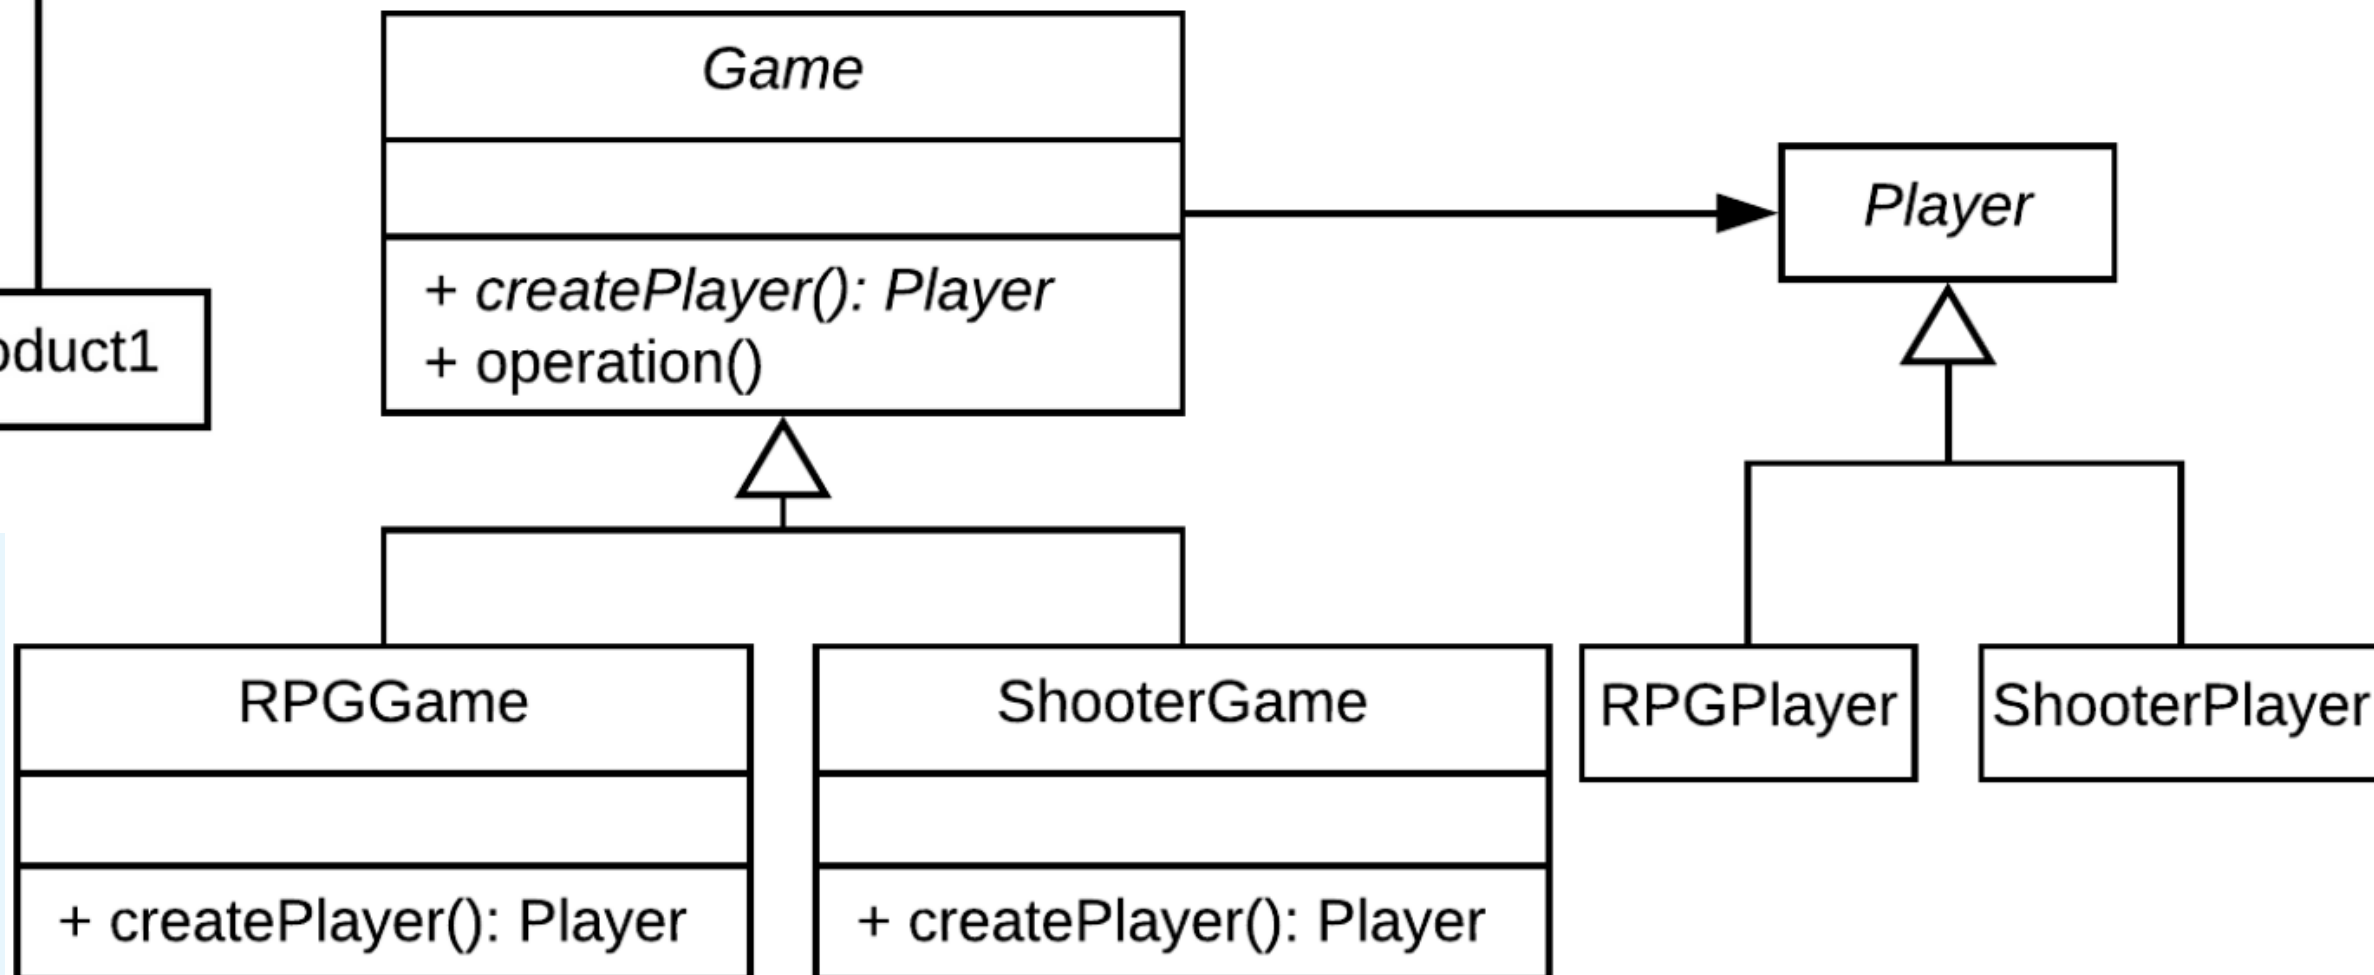 Game
Player
+ createPlayer(): Player
+ operation()
oduct1
RPGGame
ShooterGame
RPGPlayer
ShooterPlayer
+ createPlayer(): Player
+ createPlayer(): Player